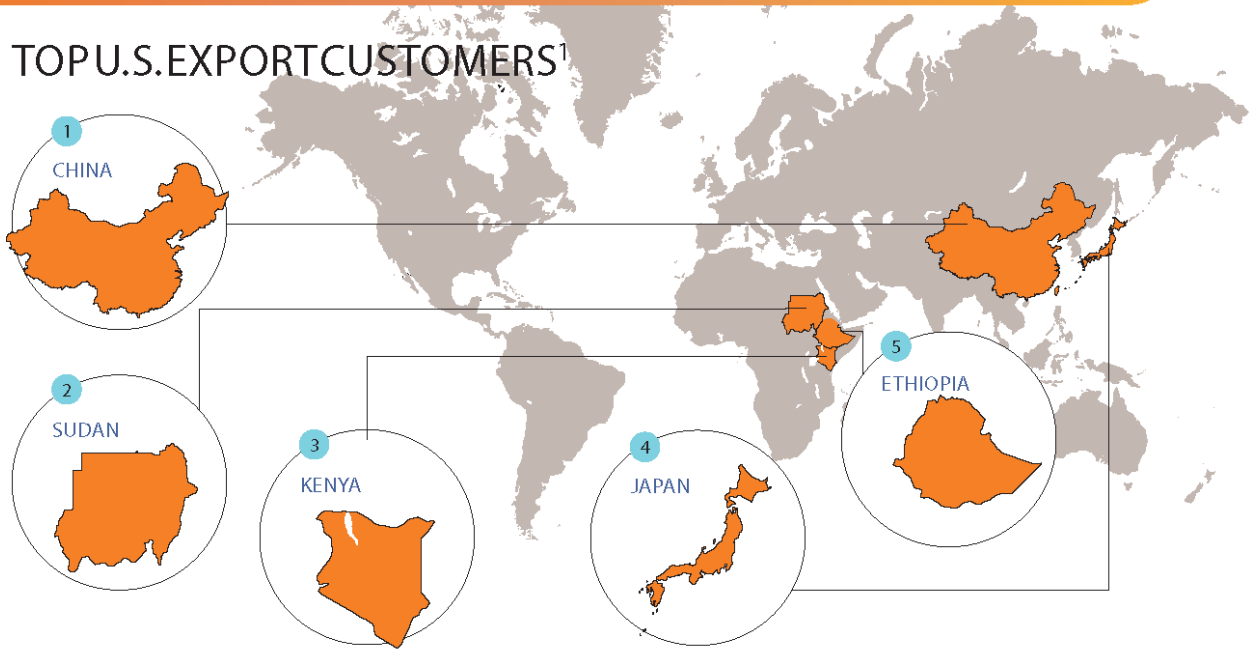 TOP U.S. EXPORT CUSTOMERS¹
1
CHINA
2
SUDAN
3
KENYA
4
JAPAN
5
ETHIOPIA